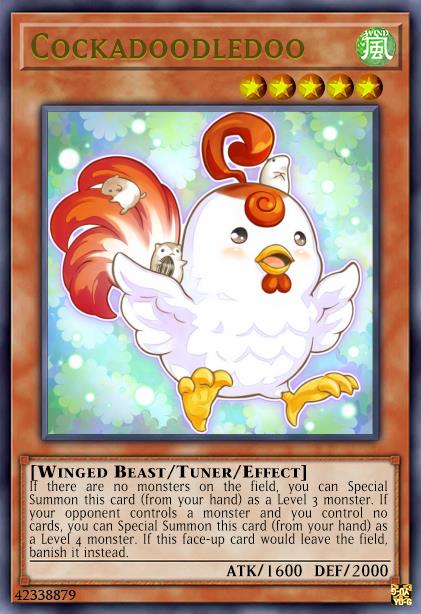 COCKADOODLEDOO
WIND
風
[WINGED BEAST/TUNER/EFFECT]
If there are no monsters on the field, you can Special
Summon this card (from your hand) as a Level 3 monster. If
your opponent controls a monster and you control no
cards, you can Special Summon this card (from your hand) as
a Level 4 monster. If this face-up card would leave the field,
banish it instead.
ATK/1600 DEF/2000
42338879